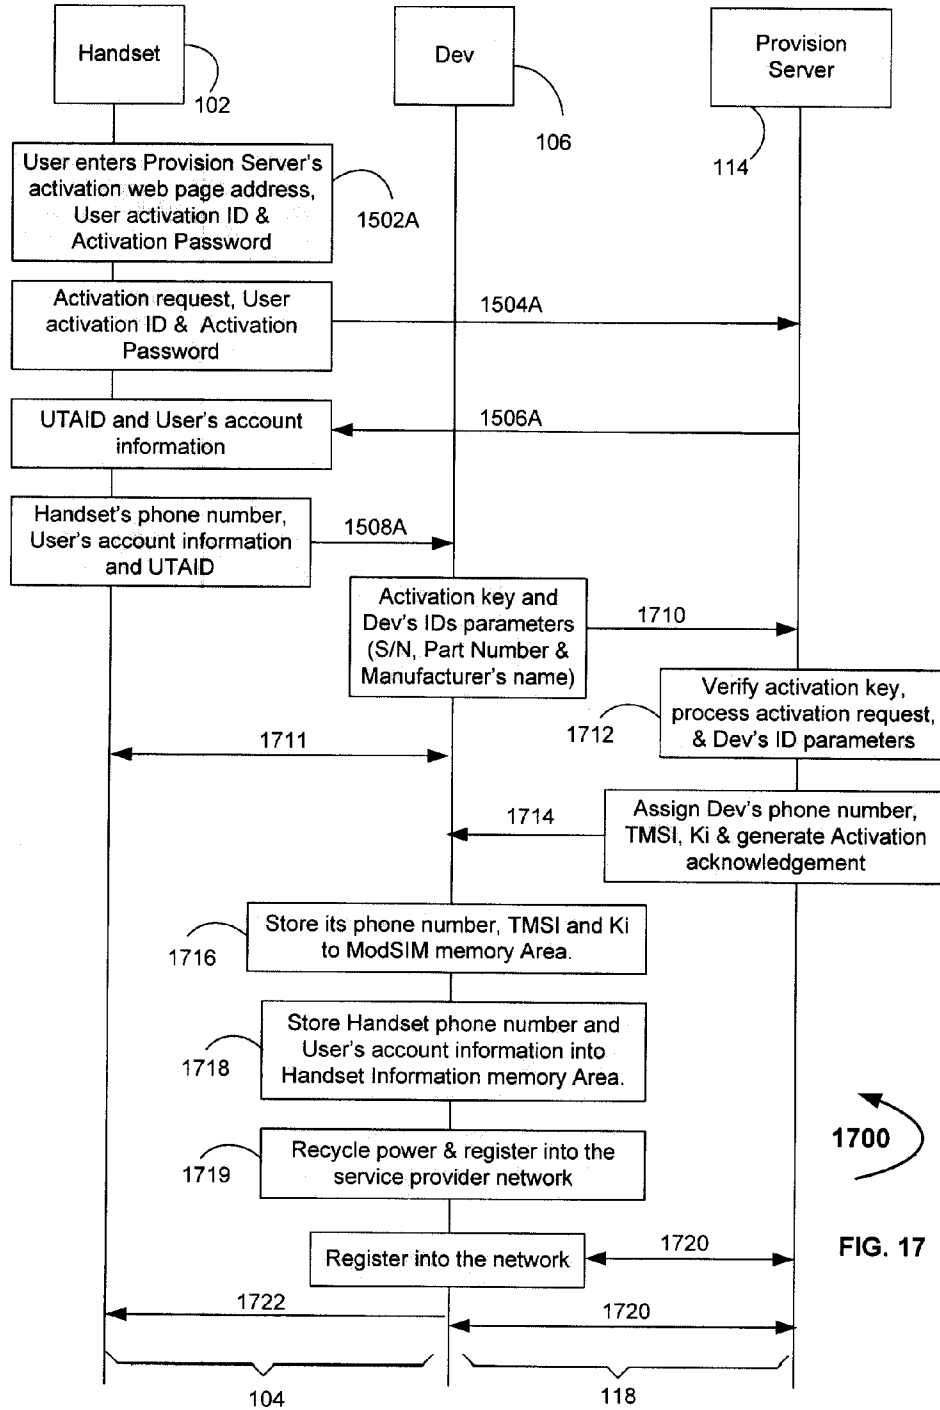 Handset
Dev
Provision
Server
102
106
114
User enters Provision Server's
activation web page address,
User activation ID &
Activation Password
1502A
Activation request, User
activation ID & Activation
Password
1504A
UTAID and User's account
information
1506A
Handset's phone number,
User's account information
and UTAID
1508A
Activation key and
Dev's IDs parameters
(S/N, Part Number &
Manufacturer's name)
1710
Verify activation key,
process activation request,
& Dev's ID parameters
1712
1711
Assign Dev's phone number,
TMSI, Ki & generate Activation
acknowledgement
1714
Store its phone number, TMSI and Ki
to ModSIM memory Area.
1716
Store Handset phone number and
User's account information into
Handset Information memory Area.
1718
Recycle power & register into the
service provider network
1719
1700
Register into the network
1720
FIG. 17
1722
1720
104
118